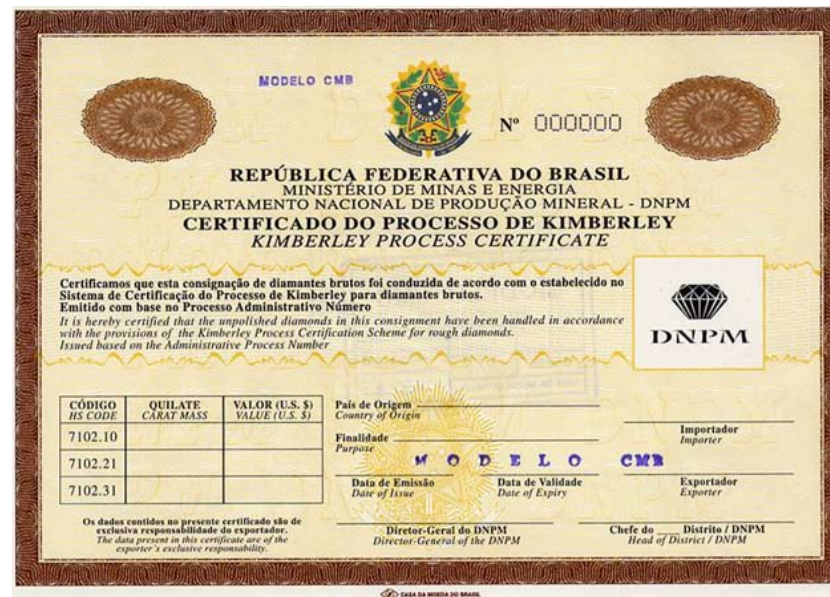 MODELO CMB
Nº 000000
REPÚBLICA FEDERATIVA DO BRASIL
MINISTÉRIO DE MINAS E ENERGIA
DEPARTAMENTO NACIONAL DE PRODUÇÃO MINERAL - DNPM
CERTIFICADO DO PROCESSO DE KIMBERLEY
KIMBERLEY PROCESS CERTIFICATE
Certificamos que esta consignação de diamantes brutos foi conduzida de acordo com o estabelecido no
Sistema de Certificação do Processo de Kimberley para diamantes brutos.
Emitido com base no Processo Administrativo Número
It is hereby certified that the unpolished diamonds in this consignment have been handled in accordance
with the provisions of the Kimberley Process Certification Scheme for rough diamonds.
Issued based on the Administrative Process Number
DNPM
CÓDIGO QUILATE VALOR (U.S. $)
HS CODE CARAT MASS VALUE (U.S. $)
7102.10
7102.21
7102.31
País de Origem
Country of Origin
Finalidade
Purpose
Importador
Importer
MODELO CMB
Data de Emissão Data de Validade Exportador
Date of Issue Date of Expiry Exporter
Os dados contidos no presente certificado são de
exclusiva responsabilidade do exportador.
The data present in this certificate are of the
exporter's exclusive responsability.
Diretor-Geral do DNPM
Director-General of the DNPM
Chefe do ____ Distrito / DNPM
Head of District / DNPM
CASA DA MOEDA DO BRASIL